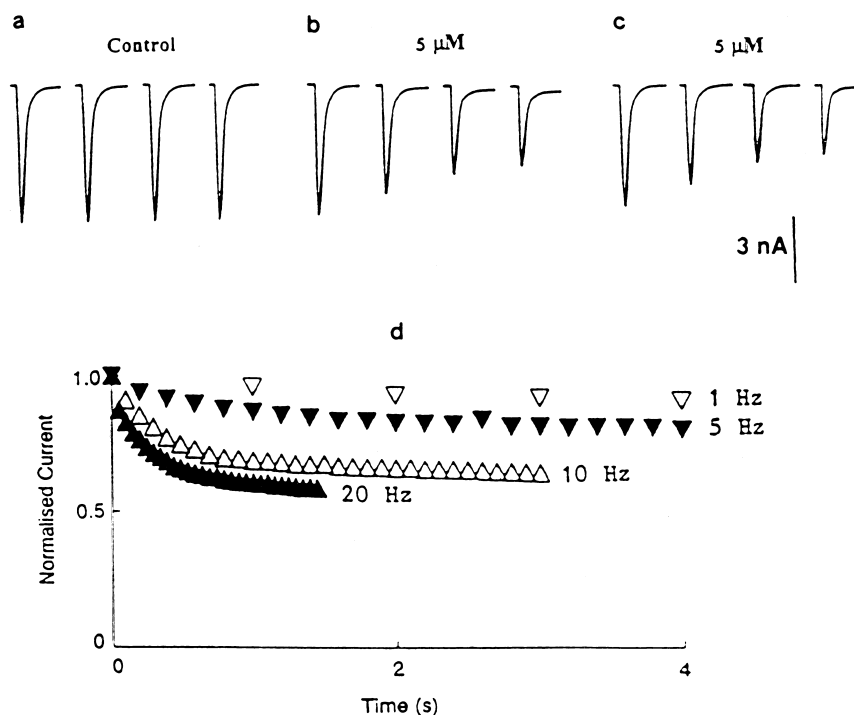 a
Control
b
5 μM
c
5 μM
3 nA
d
Normalised Current
1.0
0.5
0
1 Hz
5 Hz
10 Hz
20 Hz
0
2
4
Time (s)